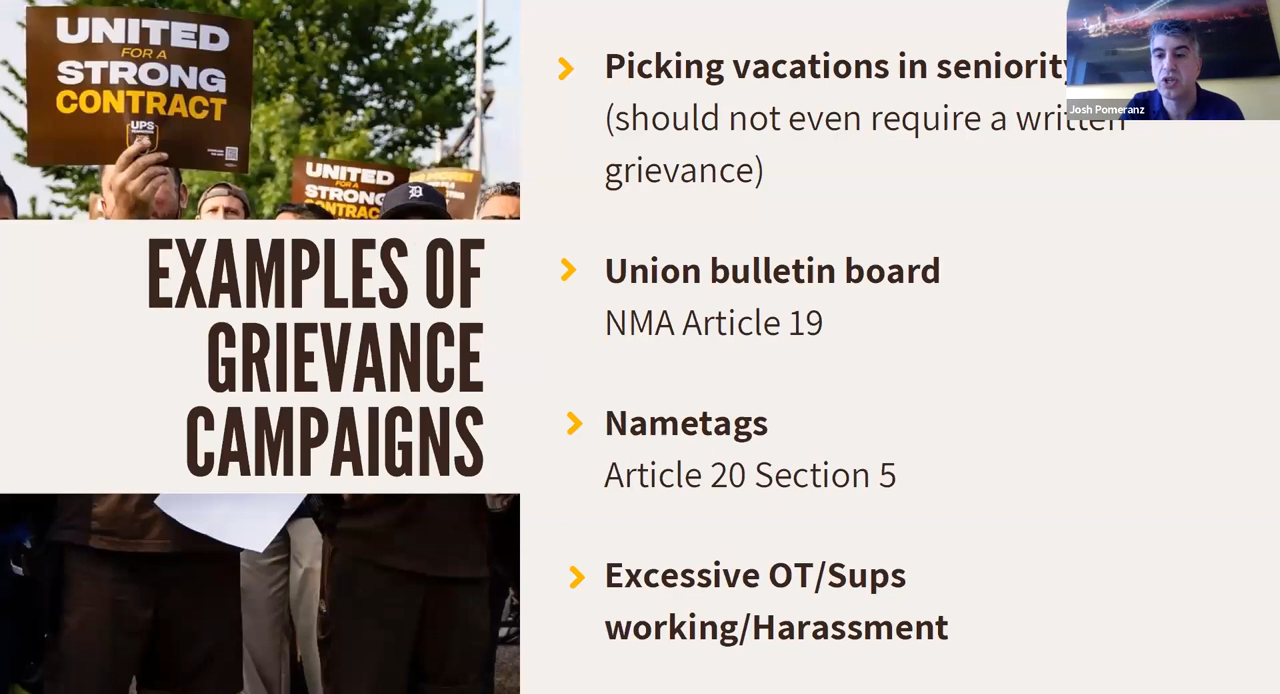 UNITED
FOR A
STRONG
CONTRACT
UPS
UNITED
FOR A
STRONG
CONTRAC
EXAMPLES OF
GRIEVANCE
CAMPAIGNS
Picking vacations in seniority
(should not even require a written
grievance)
Union bulletin board
NMA Article 19
Nametags
Article 20 Section 5
Excessive OT/Sups
working/Harassment
Josh Pomeranz